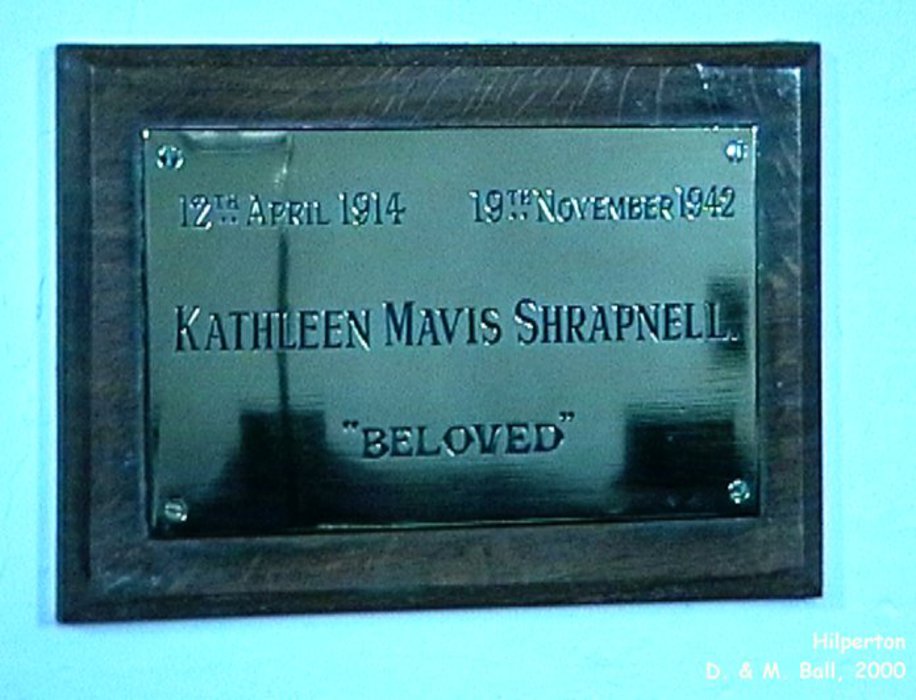 12TH APRIL 1914 19TH NOVEMBER 1942
KATHLEEN MAVIS SHRAPNELL.
"BELOVED"
Hilperton
D. & M. Ball, 2000